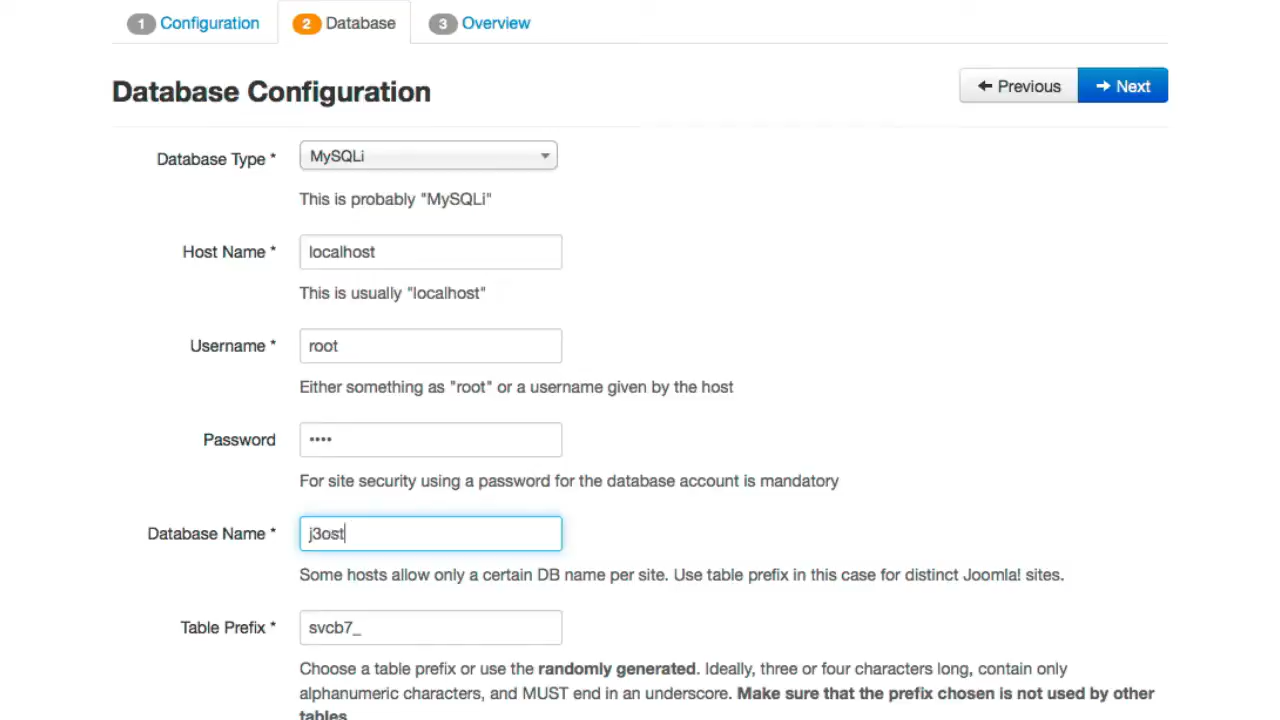 1 Configuration 2 Database 3 Overview
Database Configuration
Previous Next
Database Type * MySQLi
This is probably "MySQLi"
Host Name * localhost
This is usually "localhost"
Username * root
Either something as "root" or a username given by the host
Password ••••
For site security using a password for the database account is mandatory
Database Name * j3ost
Some hosts allow only a certain DB name per site. Use table prefix in this case for distinct Joomla! sites.
Table Prefix * svcb7_
Choose a table prefix or use the randomly generated. Ideally, three or four characters long, contain only
alphanumeric characters, and MUST end in an underscore. Make sure that the prefix chosen is not used by other
tables